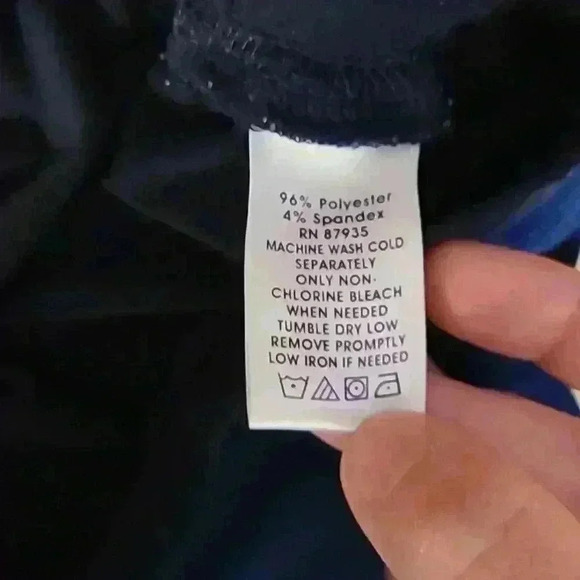 96% Polyester
4% Spandex
RN 87935
MACHINE WASH COLD
SEPARATELY
ONLY NON-
CHLORINE BLEACH
WHEN NEEDED
TUMBLE DRY LOW
REMOVE PROMPTLY
LOW IRON IF NEEDED